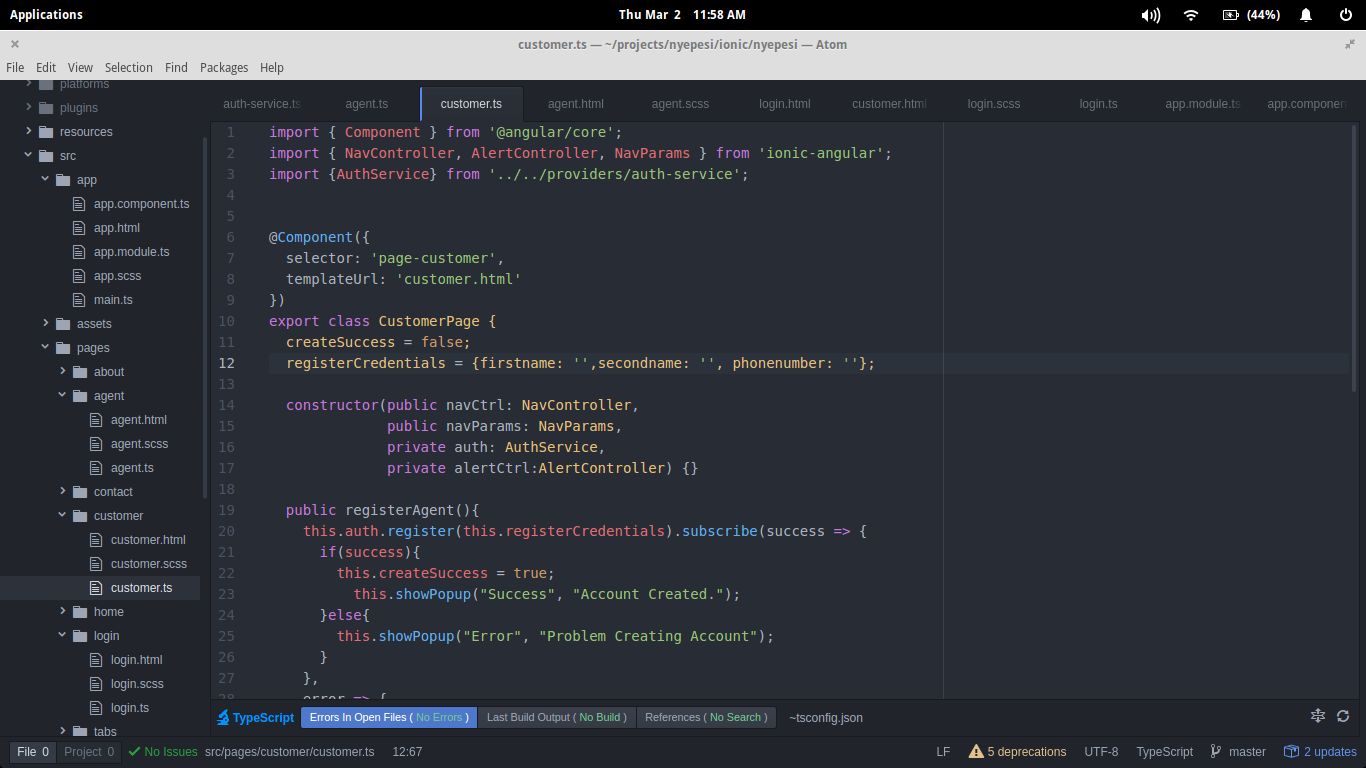 Applications
Thu Mar 2 11:58 AM
(44%)
customer.ts — ~/projects/nyepesi/ionic/nyepesi — Atom
File Edit View Selection Find Packages Help
platforms
plugins
resources
src
app
app.component.ts
app.html
app.module.ts
app.scss
main.ts
assets
pages
about
agent
agent.html
agent.scss
agent.ts
contact
customer
customer.html
customer.scss
customer.ts
home
login
login.html
login.scss
login.ts
tabs
auth-service.ts agent.ts customer.ts agent.html agent.scss login.html customer.html login.scss login.ts app.module.ts app.componen
1 import { Component } from '@angular/core';
2 import { NavController, AlertController, NavParams } from 'ionic-angular';
3 import {AuthService} from '../../providers/auth-service';
4
5
6 @Component({
7 selector: 'page-customer',
8 templateUrl: 'customer.html'
9 })
10 export class CustomerPage {
11 createSuccess = false;
12 registerCredentials = {firstname: '',secondname: '', phonenumber: ''};
13
14 constructor(public navCtrl: NavController,
15 public navParams: NavParams,
16 private auth: AuthService,
17 private alertCtrl:AlertController) {}
18
19 public registerAgent(){
20 this.auth.register(this.registerCredentials).subscribe(success => {
21 if(success){
22 this.createSuccess = true;
23 this.showPopup("Success", "Account Created.");
24 }else{
25 this.showPopup("Error", "Problem Creating Account");
26 }
27 },
28 error => {
TypeScript Errors In Open Files ( No Errors ) Last Build Output ( No Build ) References ( No Search ) ~tsconfig.json
File 0 Project 0 No Issues src/pages/customer/customer.ts 12:67 LF 5 deprecations UTF-8 TypeScript master 2 updates